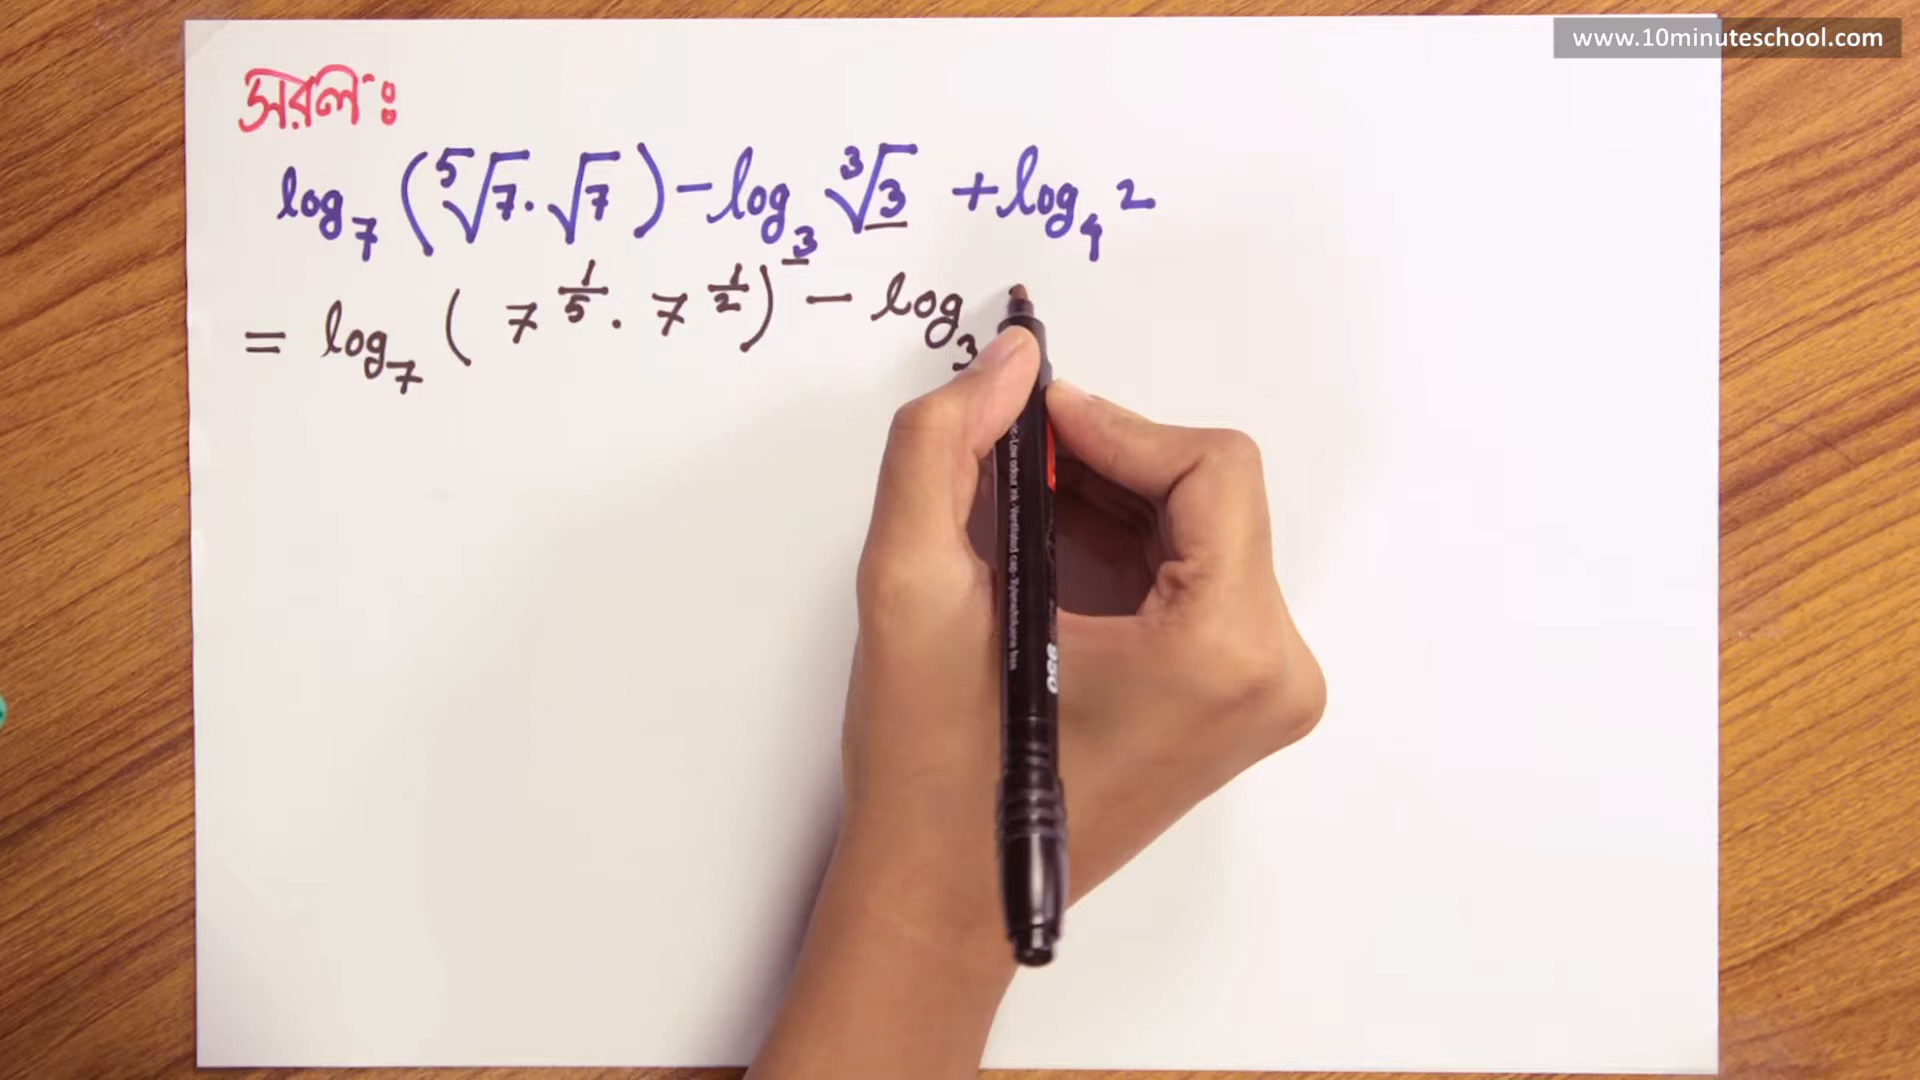 www.10minuteschool.com
সরল :
log₇ (⁵√7 . √7) - log₃ ³√3 + log₄ 2
= log₇ ( 7^(1/5) . 7^(1/2) ) - log₃